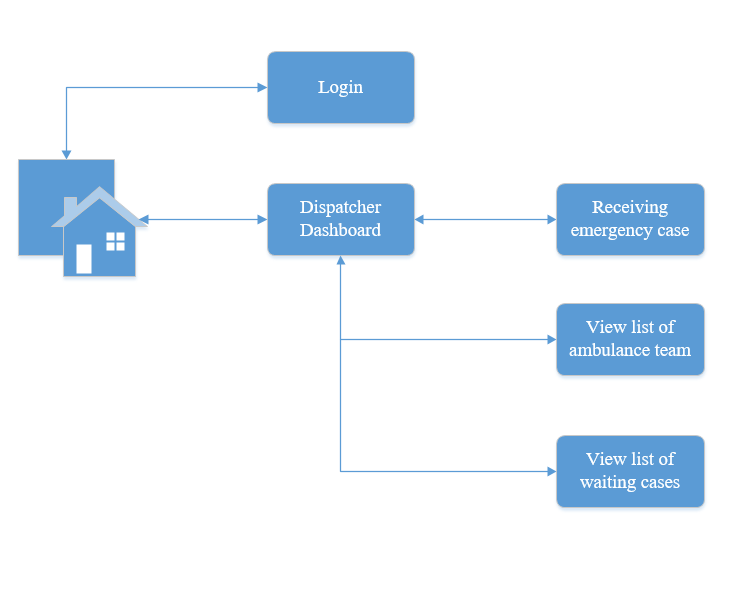 Login
Dispatcher
Dashboard
Receiving
emergency case
View list of
ambulance team
View list of
waiting cases